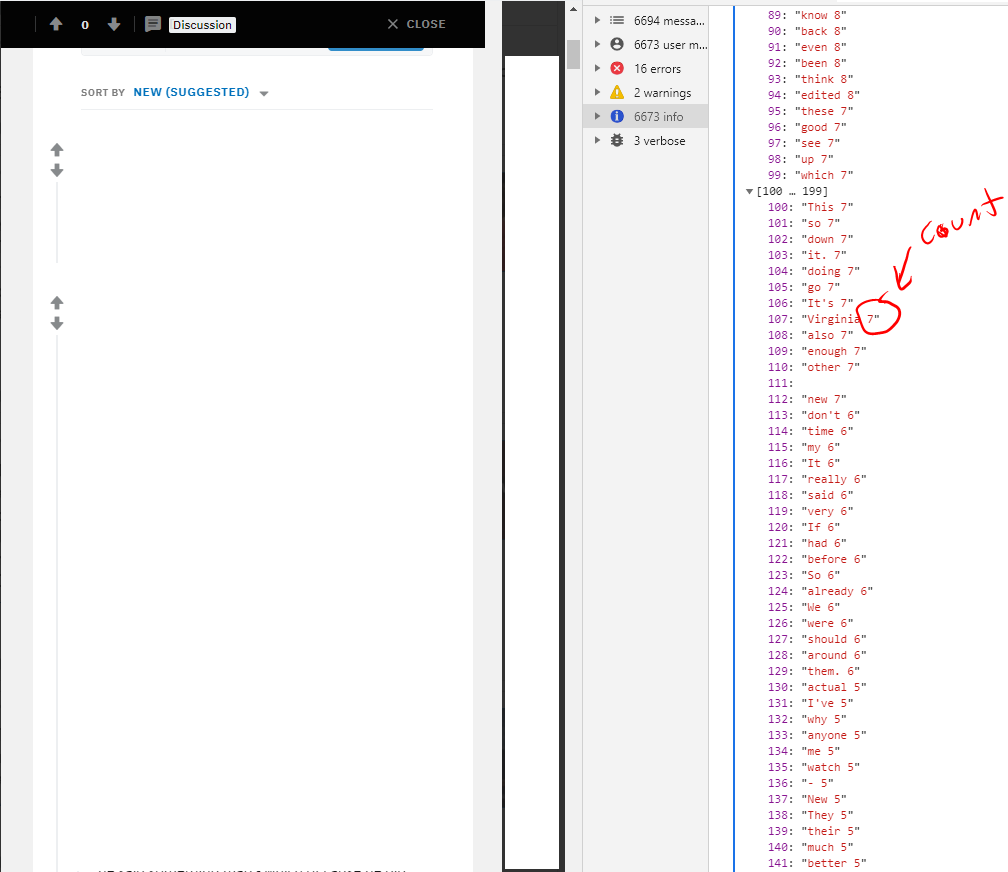 0 Discussion CLOSE
SORT BY NEW (SUGGESTED)
6694 messa...
6673 user m...
16 errors
2 warnings
6673 info
3 verbose
89: "know 8"
90: "back 8"
91: "even 8"
92: "been 8"
93: "think 8"
94: "edited 8"
95: "these 7"
96: "good 7"
97: "see 7"
98: "up 7"
99: "which 7"
[100 … 199]
100: "This 7"
101: "so 7"
102: "down 7"
103: "it. 7"
104: "doing 7"
105: "go 7"
106: "It's 7"
107: "Virginia 7"
count
108: "also 7"
109: "enough 7"
110: "other 7"
111:
112: "new 7"
113: "don't 6"
114: "time 6"
115: "my 6"
116: "It 6"
117: "really 6"
118: "said 6"
119: "very 6"
120: "If 6"
121: "had 6"
122: "before 6"
123: "So 6"
124: "already 6"
125: "We 6"
126: "were 6"
127: "should 6"
128: "around 6"
129: "them. 6"
130: "actual 5"
131: "I've 5"
132: "why 5"
133: "anyone 5"
134: "me 5"
135: "watch 5"
136: "- 5"
137: "New 5"
138: "They 5"
139: "their 5"
140: "much 5"
141: "better 5"